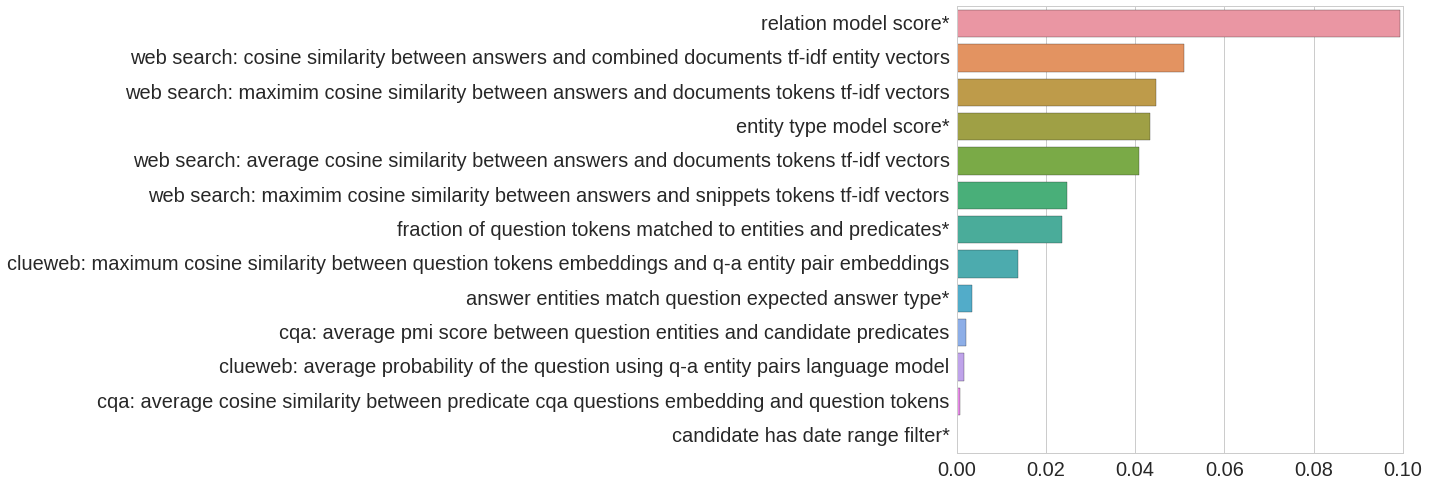 relation model score*
web search: cosine similarity between answers and combined documents tf-idf entity vectors
web search: maximim cosine similarity between answers and documents tokens tf-idf vectors
entity type model score*
web search: average cosine similarity between answers and documents tokens tf-idf vectors
web search: maximim cosine similarity between answers and snippets tokens tf-idf vectors
fraction of question tokens matched to entities and predicates*
clueweb: maximum cosine similarity between question tokens embeddings and q-a entity pair embeddings
answer entities match question expected answer type*
cqa: average pmi score between question entities and candidate predicates
clueweb: average probability of the question using q-a entity pairs language model
cqa: average cosine similarity between predicate cqa questions embedding and question tokens
candidate has date range filter*
0.00 0.02 0.04 0.06 0.08 0.10